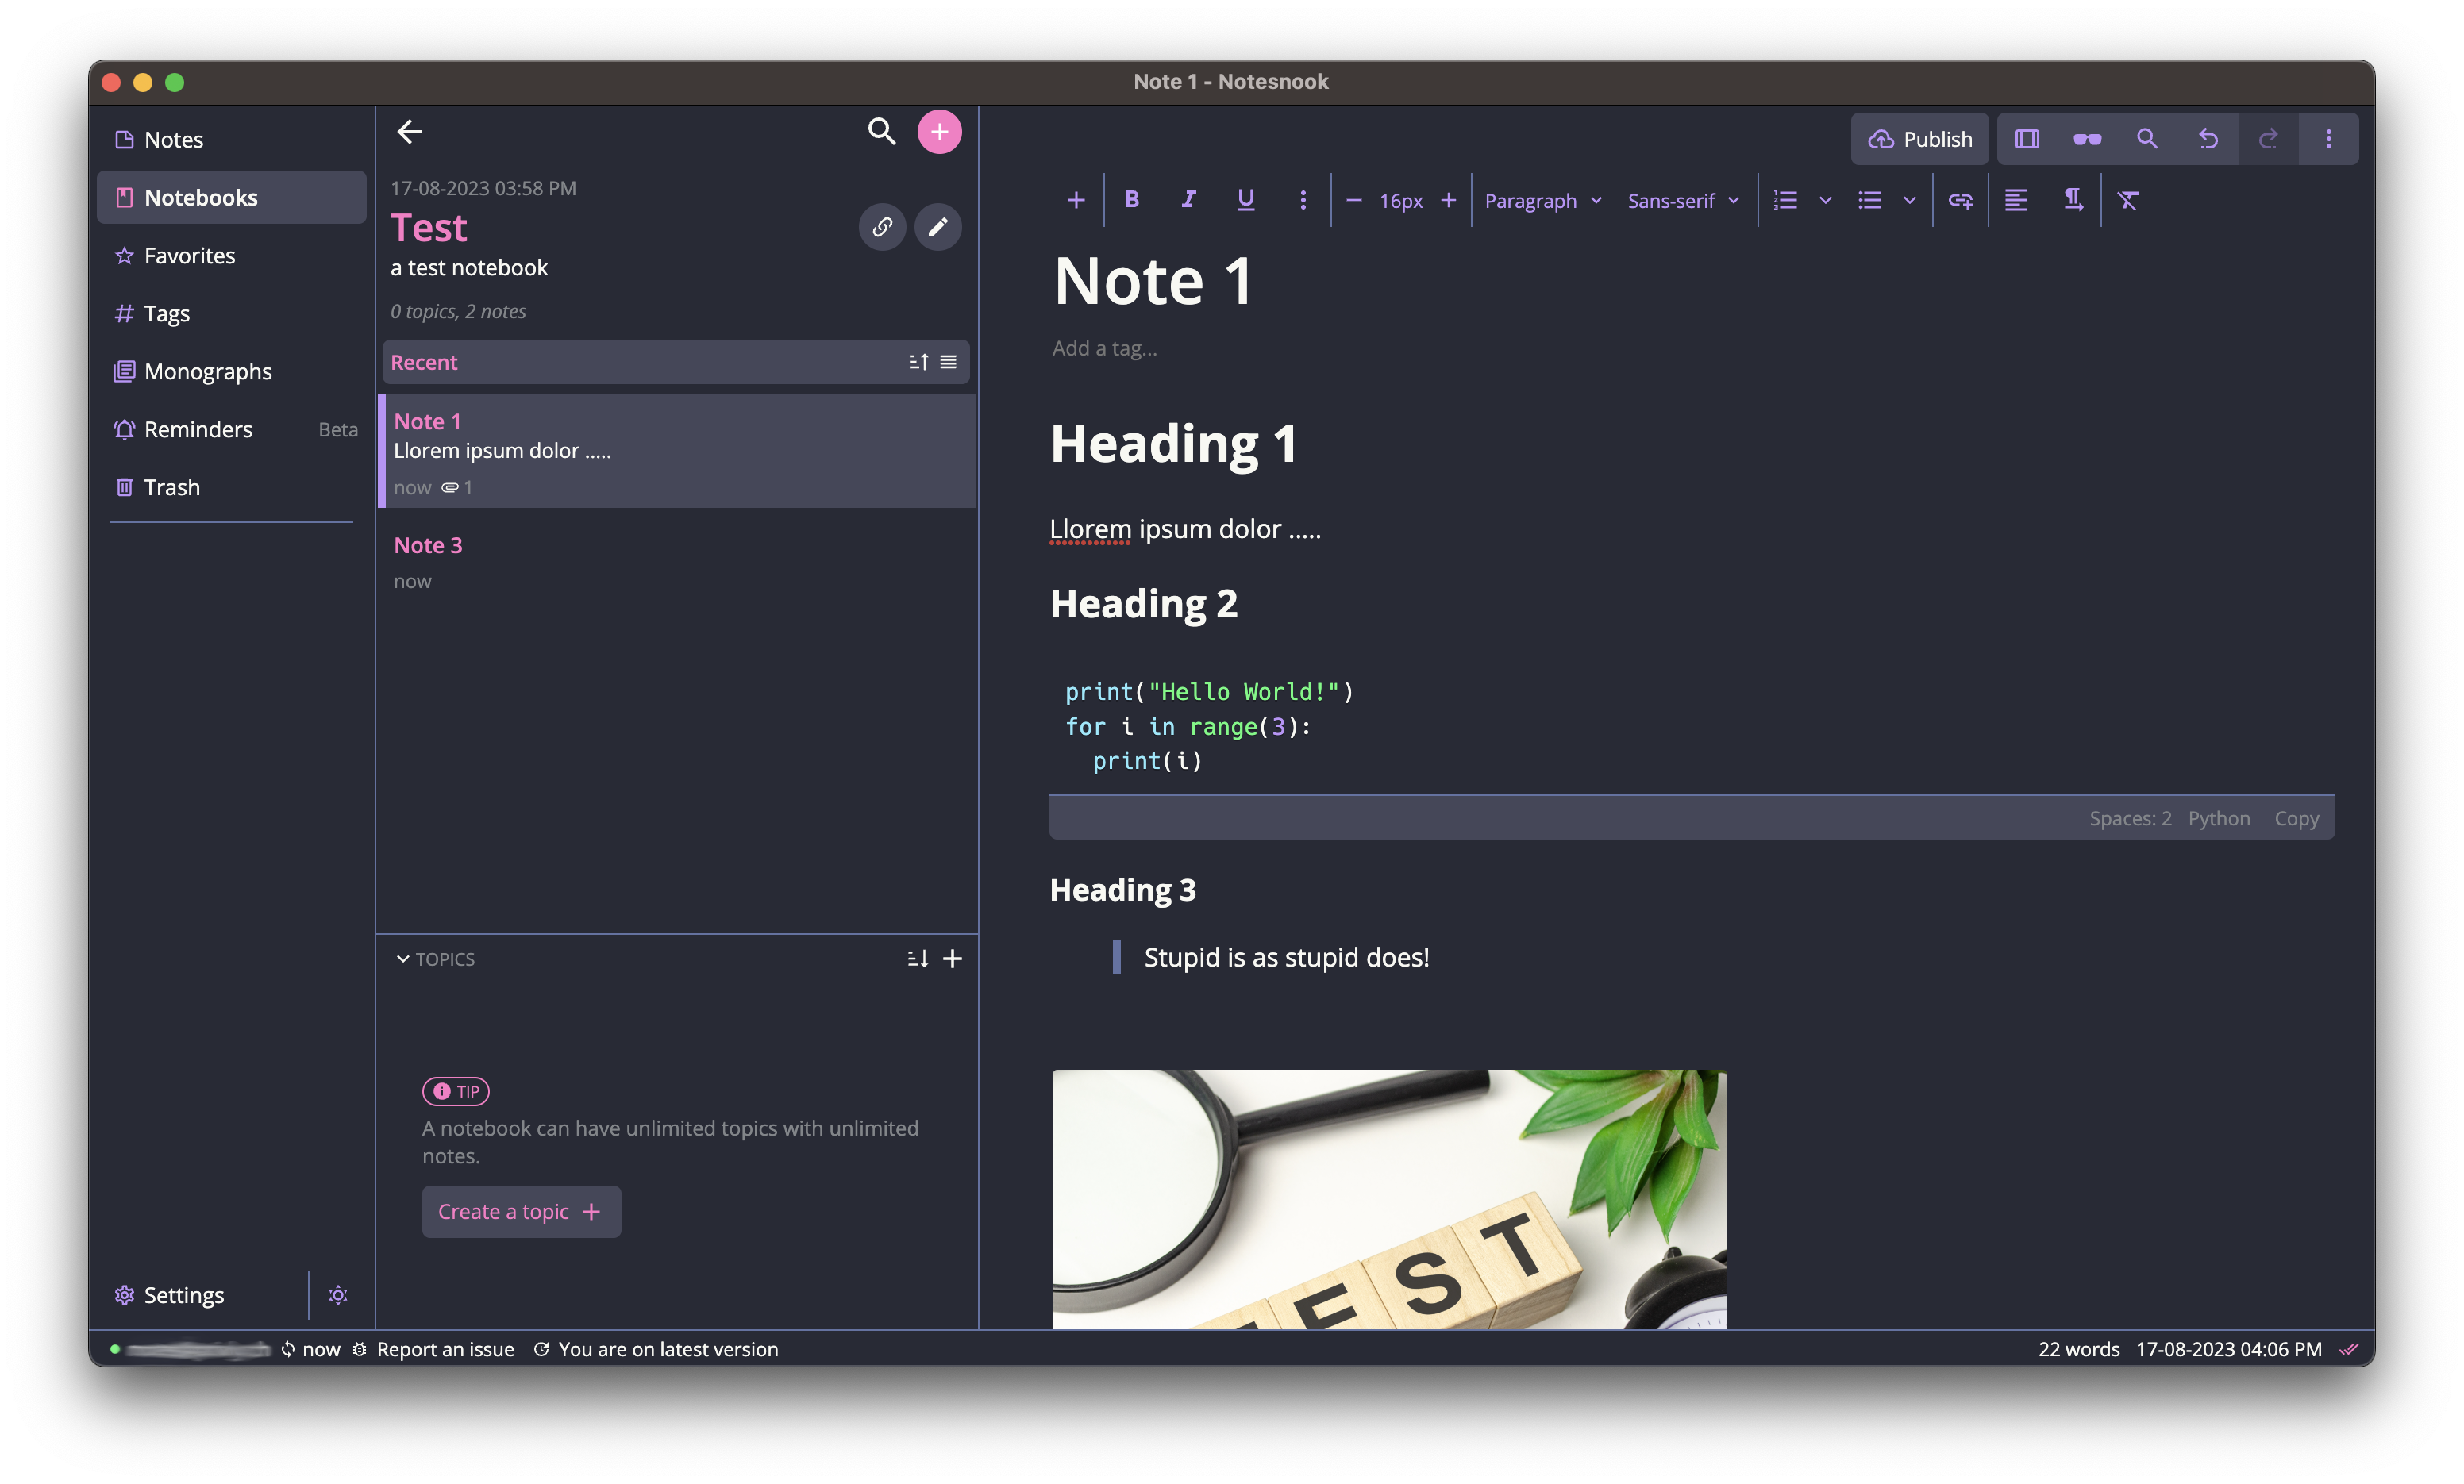 Note 1 - Notesnook
Notes
Notebooks
Favorites
Tags
Monographs
Reminders Beta
Trash
Settings
17-08-2023 03:58 PM
Test
a test notebook
0 topics, 2 notes
Recent
Note 1
Llorem ipsum dolor .....
now 1
Note 3
now
TOPICS
TIP
A notebook can have unlimited topics with unlimited
notes.
Create a topic +
Publish
+ B I U — 16px + Paragraph Sans-serif
Note 1
Add a tag...
Heading 1
Llorem ipsum dolor .....
Heading 2
print("Hello World!")
for i in range(3):
  print(i)
Spaces: 2 Python Copy
Heading 3
Stupid is as stupid does!
EST
now Report an issue You are on latest version
22 words 17-08-2023 04:06 PM